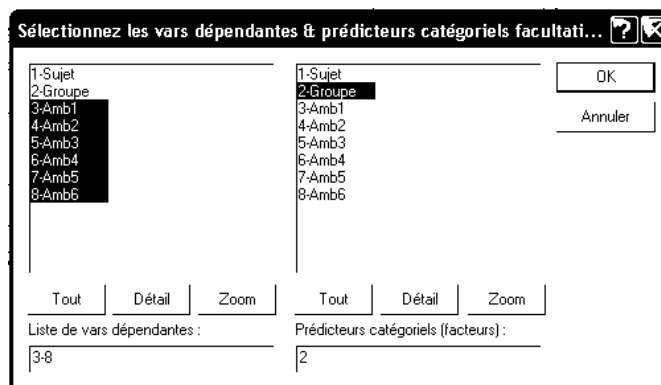 Sélectionnez les vars dépendantes & prédicteurs catégoriels facultati... ?
1-Sujet
2-Groupe
3-Amb1
4-Amb2
5-Amb3
6-Amb4
7-Amb5
8-Amb6
1-Sujet
2-Groupe
3-Amb1
4-Amb2
5-Amb3
6-Amb4
7-Amb5
8-Amb6
OK
Annuler
Tout Détail Zoom
Tout Détail Zoom
Liste de vars dépendantes :
3-8
Prédicteurs catégoriels (facteurs) :
2